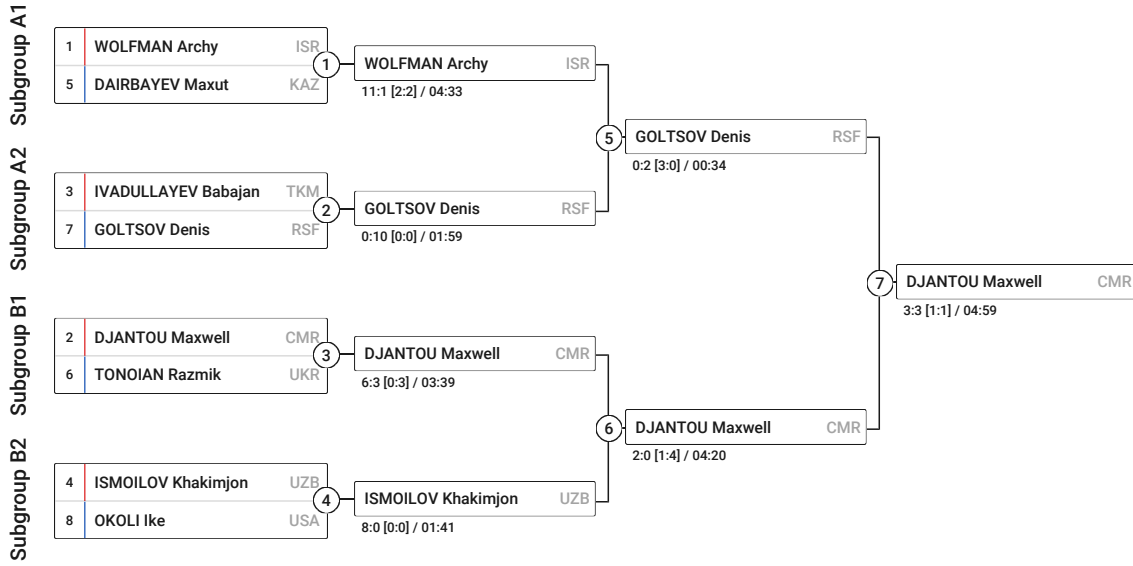 Subgroup A1
1 WOLFMAN Archy ISR
5 DAIRBAYEV Maxut KAZ
1
WOLFMAN Archy ISR
11:1 [2:2] / 04:33
Subgroup A2
3 IVADULLAYEV Babajan TKM
7 GOLTSOV Denis RSF
2
GOLTSOV Denis RSF
0:10 [0:0] / 01:59
5
GOLTSOV Denis RSF
0:2 [3:0] / 00:34
Subgroup B1
2 DJANTOU Maxwell CMR
6 TONOIAN Razmik UKR
3
DJANTOU Maxwell CMR
6:3 [0:3] / 03:39
Subgroup B2
4 ISMOILOV Khakimjon UZB
8 OKOLI Ike USA
4
ISMOILOV Khakimjon UZB
8:0 [0:0] / 01:41
6
DJANTOU Maxwell CMR
2:0 [1:4] / 04:20
7
DJANTOU Maxwell CMR
3:3 [1:1] / 04:59